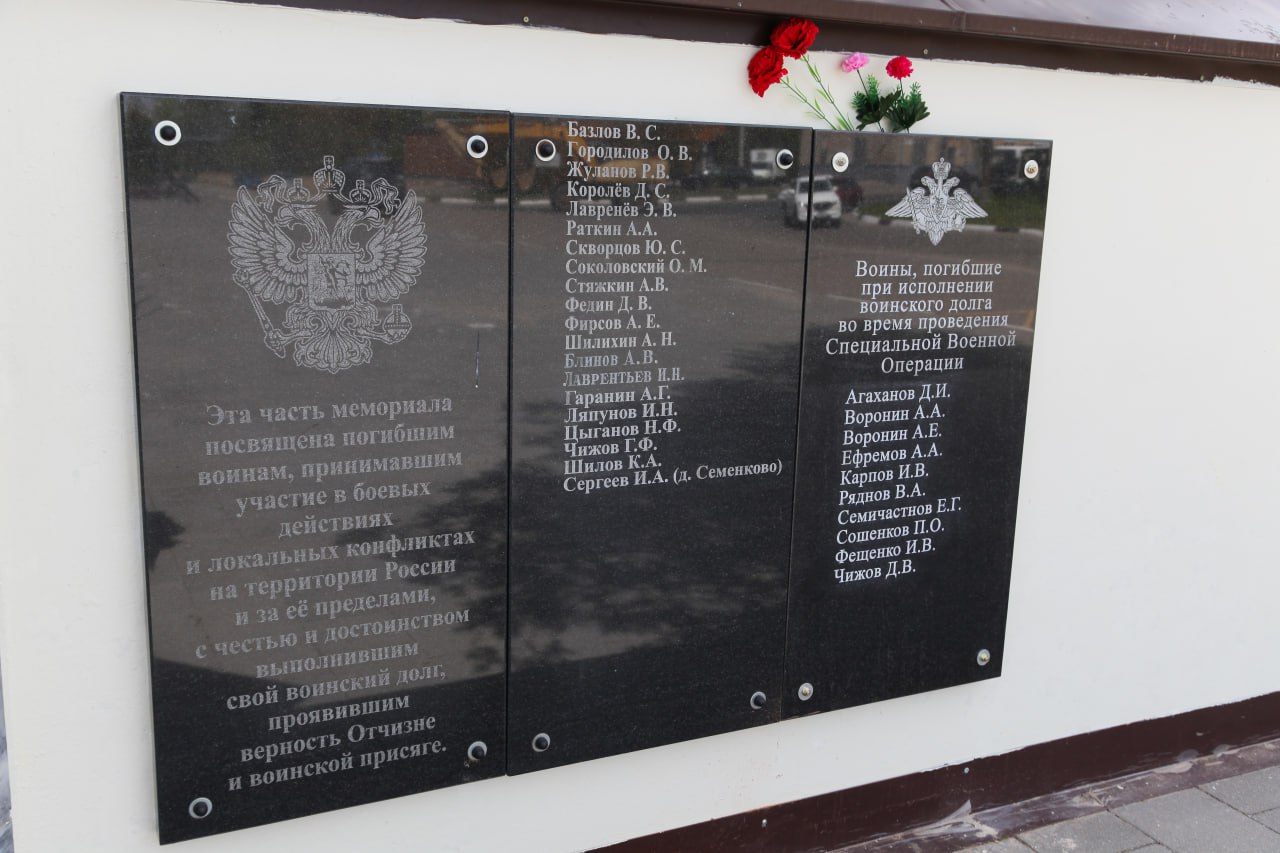 Эта часть мемориала
посвящена погибшим
воинам, принимавшим
участие в боевых
действиях
и локальных конфликтах
на территории России
и за её пределами,
с честью и достоинством
выполнившим
свой воинский долг,
проявившим
верность Отчизне
и воинской присяге.
Базлов В. С.
Городилов О. В.
Жуланов Р.В.
Королёв Д. С.
Лавренёв Э. В.
Раткин А.А.
Скворцов Ю. С.
Соколовский О. М.
Стяжкин А.В.
Федин Д. В.
Фирсов А. Е.
Шилихин А. Н.
Блинов А.В.
Лаврентьев И.Н.
Гаранин А.Г.
Ляпунов И.Н.
Цыганов Н.Ф.
Чижов Г.Ф.
Шилов К.А.
Сергеев И.А. (д. Семенково)
Воины, погибшие
при исполнении
воинского долга
во время проведения
Специальной Военной
Операции
Агаханов Д.И.
Воронин А.А.
Воронин А.Е.
Ефремов А.А.
Карпов И.В.
Ряднов В.А.
Семичастнов Е.Г.
Сошенков П.О.
Фещенко И.В.
Чижов Д.В.